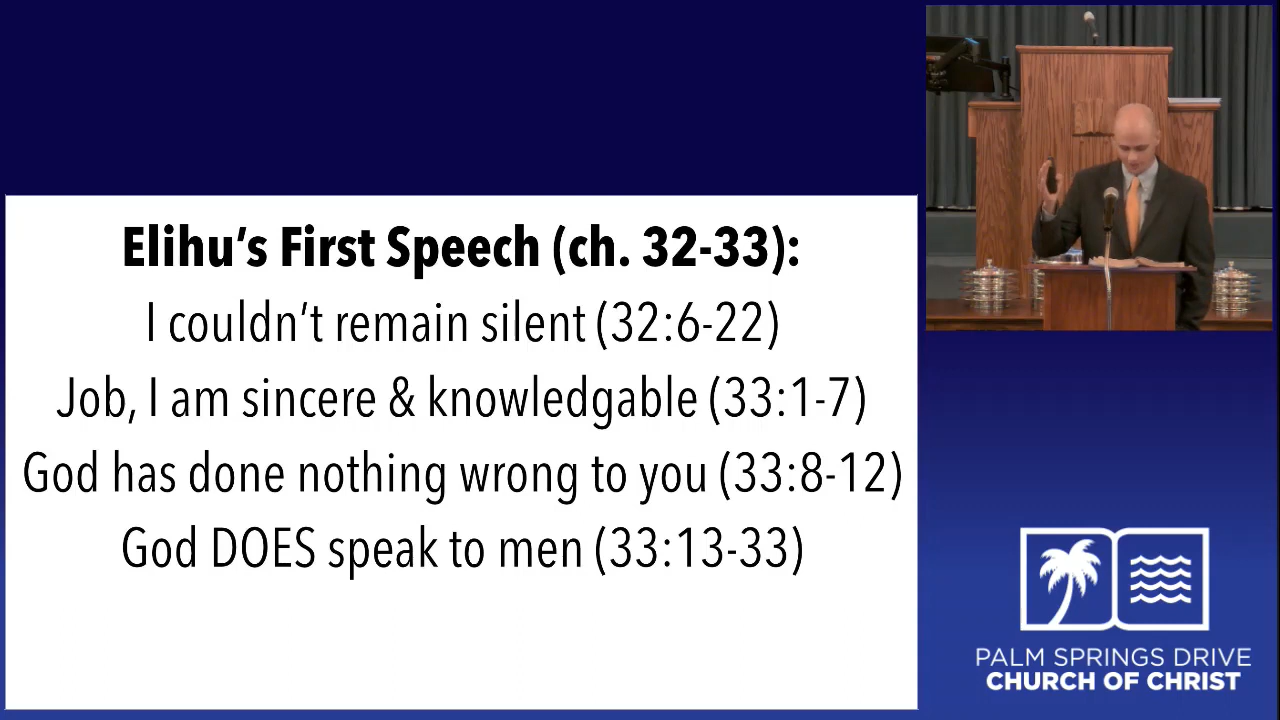 Elihu’s First Speech (ch. 32-33):
I couldn’t remain silent (32:6-22)
Job, I am sincere & knowledgable (33:1-7)
God has done nothing wrong to you (33:8-12)
God DOES speak to men (33:13-33)
PALM SPRINGS DRIVE
CHURCH OF CHRIST